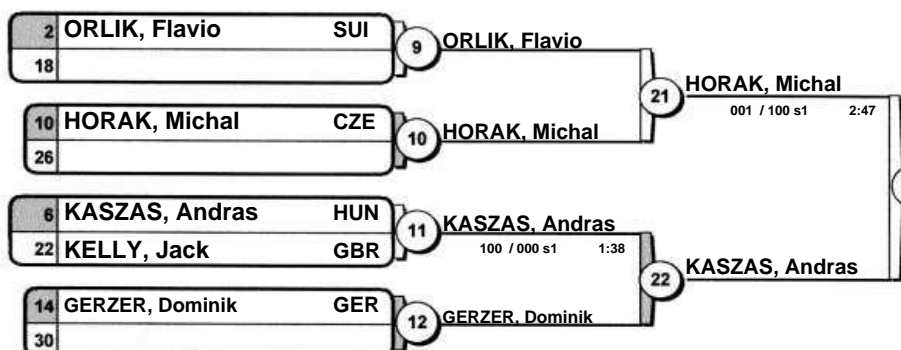 2 ORLIK, Flavio SUI
18
9 ORLIK, Flavio
10 HORAK, Michal CZE
26
10 HORAK, Michal
21 HORAK, Michal
001 / 100 s1 2:47
6 KASZAS, Andras HUN
22 KELLY, Jack GBR
11 KASZAS, Andras
100 / 000 s1 1:38
14 GERZER, Dominik GER
30
12 GERZER, Dominik
22 KASZAS, Andras